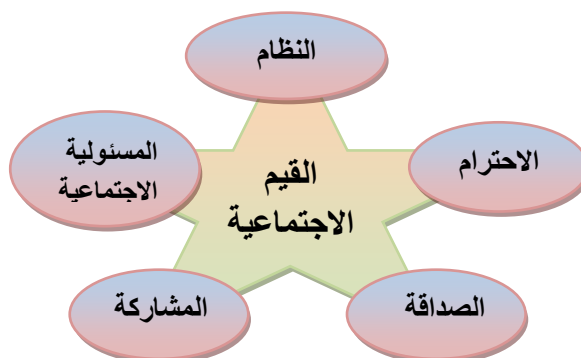 النظام
الاحترام
القيم
الاجتماعية
المسئولية
الاجتماعية
الصداقة
المشاركة